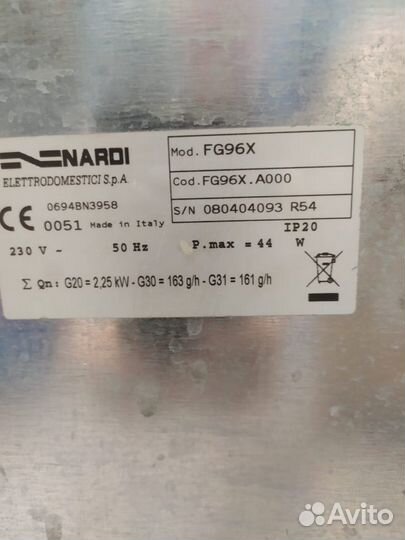 NARDI
ELETTRODOMESTICI S.p.A.
CE 0694BN3958
0051 Made in Italy
Mod. FG96X
Cod. FG96X.A000
S/N 080404093 R54
IP20
230 V ~ 50 Hz P.max = 44 W
Σ Qn: G20 = 2,25 kW - G30 = 163 g/h - G31 = 161 g/h
Avito